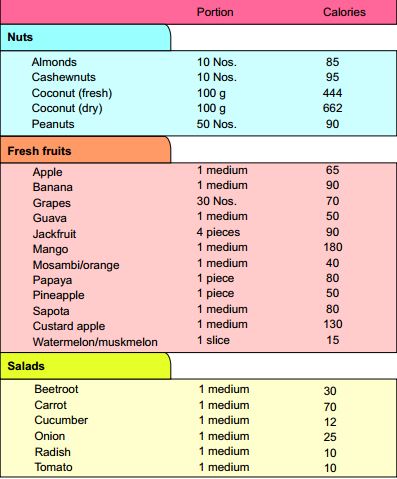 Portion Calories
Nuts
Almonds 10 Nos. 85
Cashewnuts 10 Nos. 95
Coconut (fresh) 100 g 444
Coconut (dry) 100 g 662
Peanuts 50 Nos. 90
Fresh fruits
Apple 1 medium 65
Banana 1 medium 90
Grapes 30 Nos. 70
Guava 1 medium 50
Jackfruit 4 pieces 90
Mango 1 medium 180
Mosambi/orange 1 medium 40
Papaya 1 piece 80
Pineapple 1 piece 50
Sapota 1 medium 80
Custard apple 1 medium 130
Watermelon/muskmelon 1 slice 15
Salads
Beetroot 1 medium 30
Carrot 1 medium 70
Cucumber 1 medium 12
Onion 1 medium 25
Radish 1 medium 10
Tomato 1 medium 10